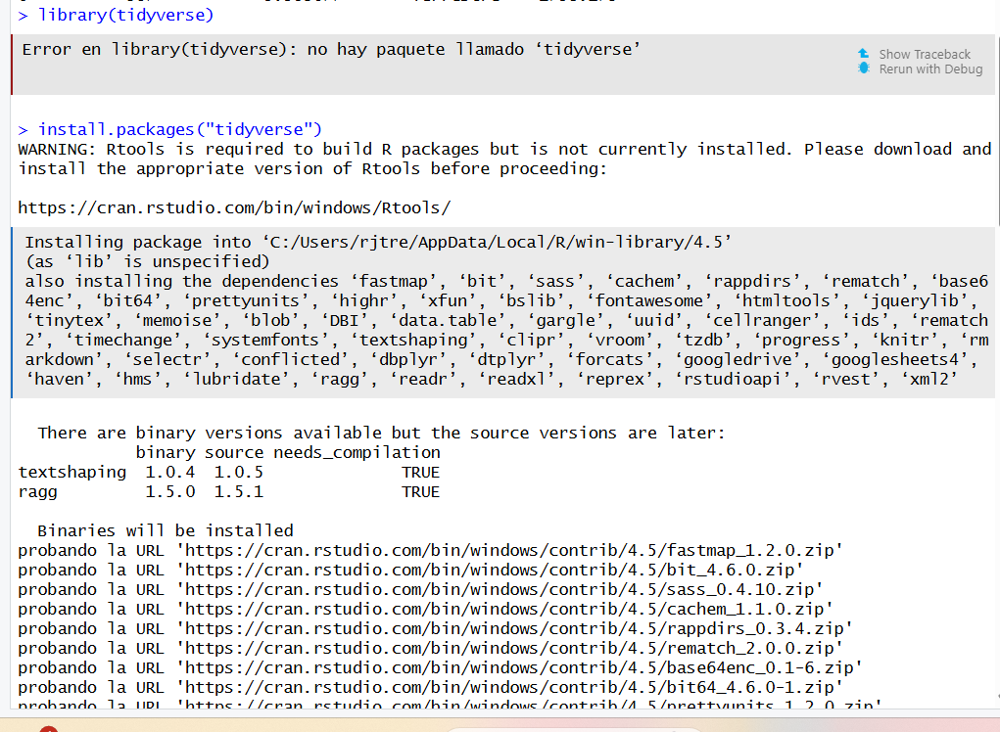 > library(tidyverse)
Error en library(tidyverse): no hay paquete llamado ‘tidyverse’
Show Traceback
Rerun with Debug
> install.packages("tidyverse")
WARNING: Rtools is required to build R packages but is not currently installed. Please download and
install the appropriate version of Rtools before proceeding:
https://cran.rstudio.com/bin/windows/Rtools/
Installing package into ‘C:/Users/rjtre/AppData/Local/R/win-library/4.5’
(as ‘lib’ is unspecified)
also installing the dependencies ‘fastmap’, ‘bit’, ‘sass’, ‘cachem’, ‘rappdirs’, ‘rematch’, ‘base6
4enc’, ‘bit64’, ‘prettyunits’, ‘highr’, ‘xfun’, ‘bslib’, ‘fontawesome’, ‘htmltools’, ‘jquerylib’,
‘tinytex’, ‘memoise’, ‘blob’, ‘DBI’, ‘data.table’, ‘gargle’, ‘uuid’, ‘cellranger’, ‘ids’, ‘rematch
2’, ‘timechange’, ‘systemfonts’, ‘textshaping’, ‘clipr’, ‘vroom’, ‘tzdb’, ‘progress’, ‘knitr’, ‘rm
arkdown’, ‘selectr’, ‘conflicted’, ‘dbplyr’, ‘dtplyr’, ‘forcats’, ‘googledrive’, ‘googlesheets4’,
‘haven’, ‘hms’, ‘lubridate’, ‘ragg’, ‘readr’, ‘readxl’, ‘reprex’, ‘rstudioapi’, ‘rvest’, ‘xml2’
There are binary versions available but the source versions are later:
binary source needs_compilation
textshaping 1.0.4 1.0.5 TRUE
ragg 1.5.0 1.5.1 TRUE
Binaries will be installed
probando la URL 'https://cran.rstudio.com/bin/windows/contrib/4.5/fastmap_1.2.0.zip'
probando la URL 'https://cran.rstudio.com/bin/windows/contrib/4.5/bit_4.6.0.zip'
probando la URL 'https://cran.rstudio.com/bin/windows/contrib/4.5/sass_0.4.10.zip'
probando la URL 'https://cran.rstudio.com/bin/windows/contrib/4.5/cachem_1.1.0.zip'
probando la URL 'https://cran.rstudio.com/bin/windows/contrib/4.5/rappdirs_0.3.4.zip'
probando la URL 'https://cran.rstudio.com/bin/windows/contrib/4.5/rematch_2.0.0.zip'
probando la URL 'https://cran.rstudio.com/bin/windows/contrib/4.5/base64enc_0.1-6.zip'
probando la URL 'https://cran.rstudio.com/bin/windows/contrib/4.5/bit64_4.6.0-1.zip'
probando la URL 'https://cran.rstudio.com/bin/windows/contrib/4.5/prettyunits_1.2.0.zip'